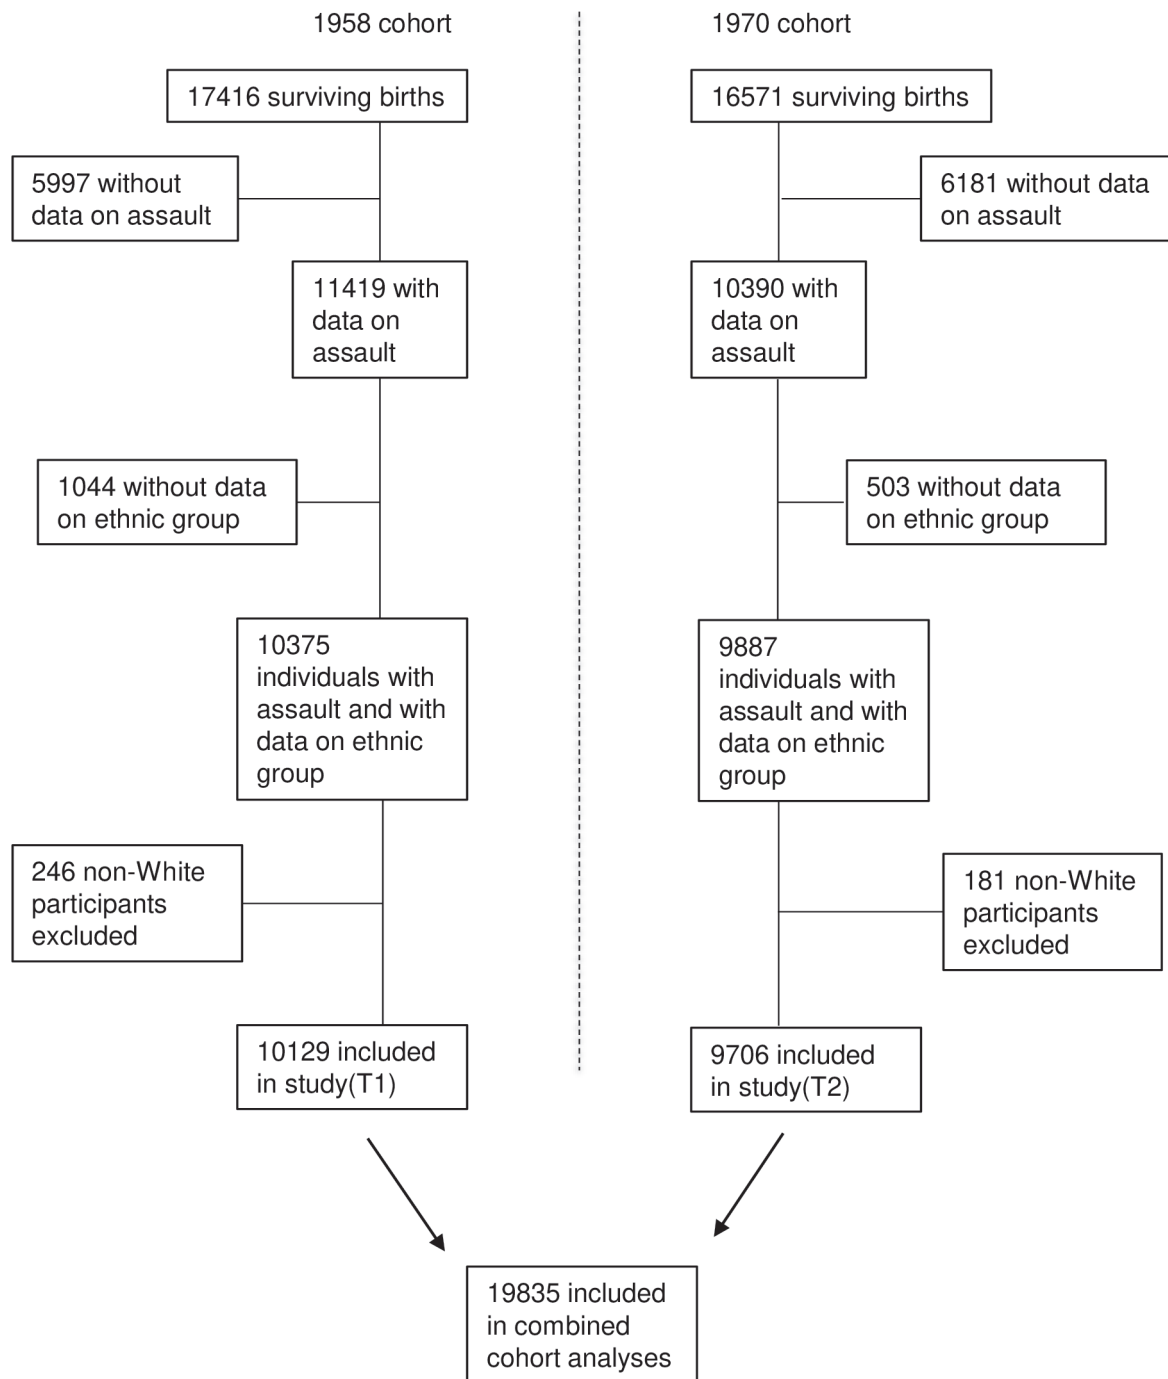 1958 cohort
17416 surviving births
5997 without
data on assault
11419 with
data on
assault
1044 without data
on ethnic group
10375
individuals with
assault and with
data on ethnic
group
246 non-White
participants
excluded
10129 included
in study(T1)
1970 cohort
16571 surviving births
6181 without data
on assault
10390 with
data on
assault
503 without data
on ethnic group
9887
individuals with
assault and with
data on ethnic
group
181 non-White
participants
excluded
9706 included
in study(T2)
19835 included
in combined
cohort analyses